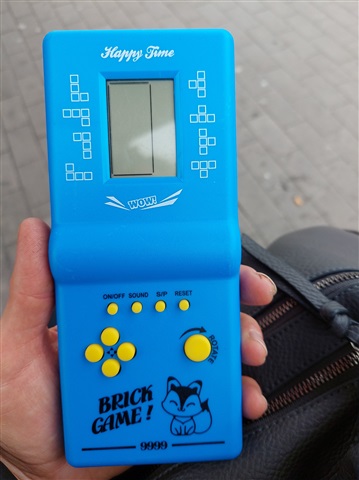 Happy Time
WOW!
ON/OFF SOUND S/P RESET
ROTATE
BRICK
GAME!
9999